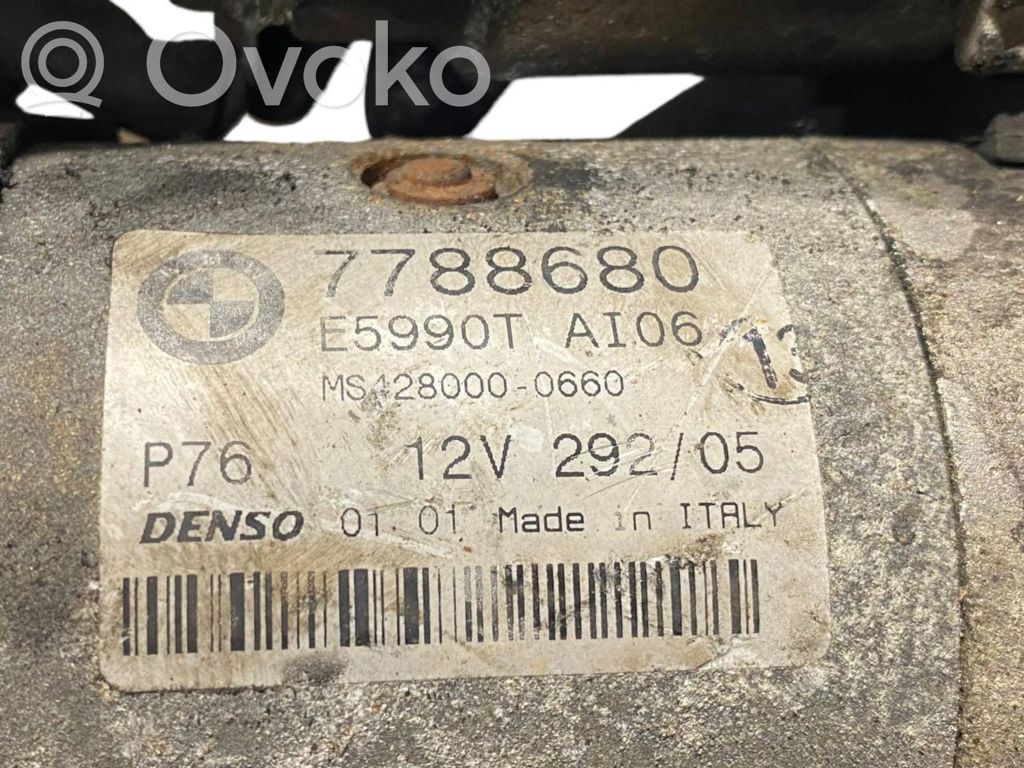 Ovoko
7788680
E5990T AI06
13
MS428000-0660
P76 12V 292/05
DENSO 01.01 Made in ITALY